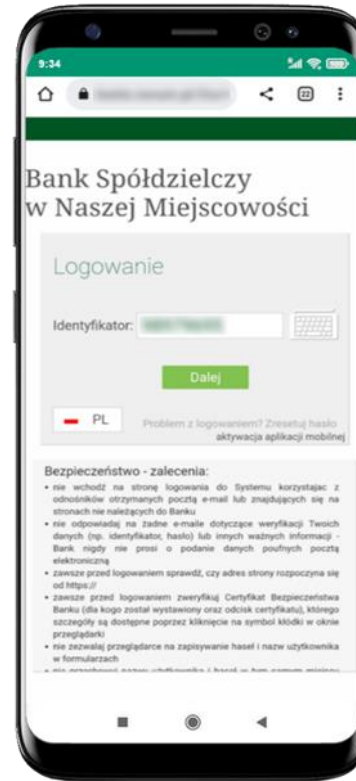 9:34
22
Bank Spółdzielczy
w Naszej Miejscowości
Logowanie
Identyfikator:
Dalej
PL
Problem z logowaniem? Zresetuj hasło
aktywacja aplikacji mobilnej
Bezpieczeństwo - zalecenia:
• nie wchodź na stronę logowania do Systemu korzystając z
odnośników otrzymanych pocztą e-mail lub znajdujących się na
stronach nie należących do Banku
• nie odpowiadaj na żadne e-maile dotyczące weryfikacji Twoich
danych (np. identyfikator, hasło) lub innych ważnych informacji -
Bank nigdy nie prosi o podanie danych poufnych pocztą
elektroniczną
• zawsze przed logowaniem sprawdź, czy adres strony rozpoczyna się
od https://
• zawsze przed logowaniem zweryfikuj Certyfikat Bezpieczeństwa
Banku (dla kogo został wystawiony oraz odcisk certyfikatu), którego
szczegóły są dostępne poprzez kliknięcie na symbol kłódki w oknie
przeglądarki
• nie zezwalaj przeglądarce na zapisywanie haseł i nazw użytkownika
w formularzach